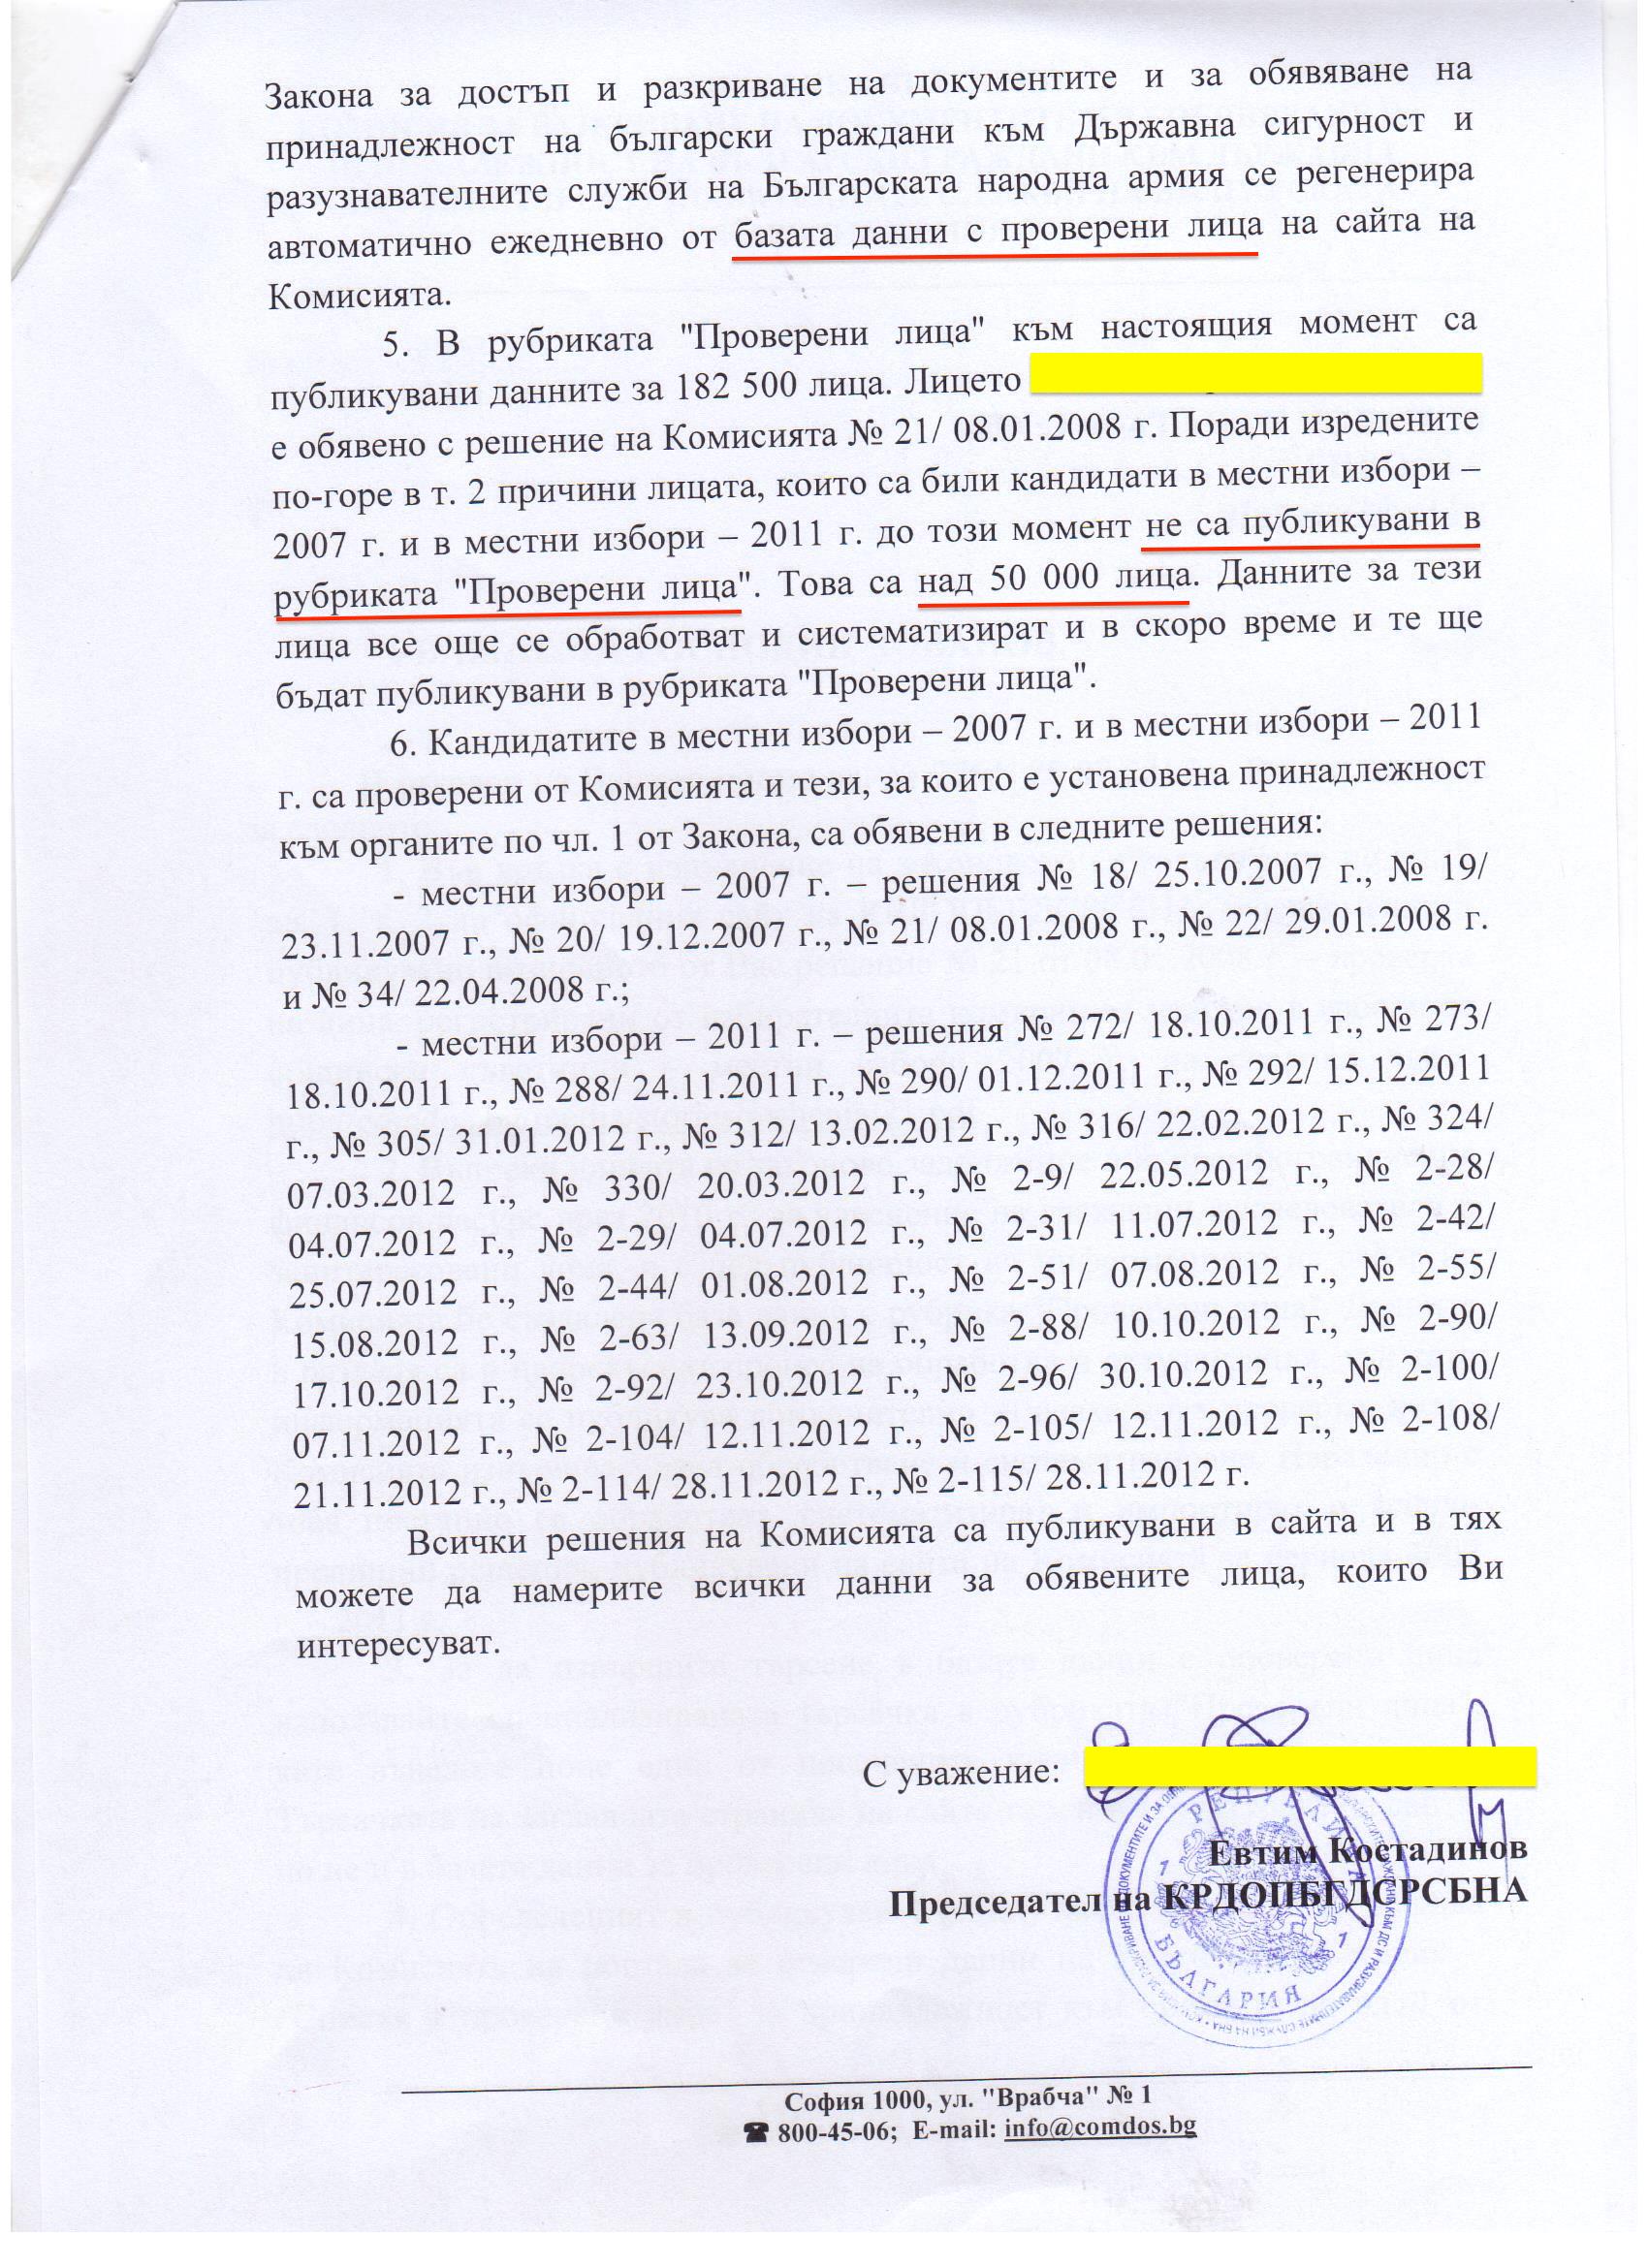 Закона за достъп и разкриване на документите и за обявяване на
принадлежност на български граждани към Държавна сигурност и
разузнавателните служби на Българската народна армия се регенерира
автоматично ежедневно от базата данни с проверени лица на сайта на
Комисията.
5. В рубриката "Проверени лица" към настоящия момент са
публикувани данните за 182 500 лица. Лицето
е обявено с решение на Комисията № 21/ 08.01.2008 г. Поради изредените
по-горе в т. 2 причини лицата, които са били кандидати в местни избори –
2007 г. и в местни избори – 2011 г. до този момент не са публикувани в
рубриката "Проверени лица". Това са над 50 000 лица. Данните за тези
лица все още се обработват и систематизират и в скоро време и те ще
бъдат публикувани в рубриката "Проверени лица".
6. Кандидатите в местни избори – 2007 г. и в местни избори – 2011
г. са проверени от Комисията и тези, за които е установена принадлежност
към органите по чл. 1 от Закона, са обявени в следните решения:
- местни избори – 2007 г. – решения № 18/ 25.10.2007 г., № 19/
23.11.2007 г., № 20/ 19.12.2007 г., № 21/ 08.01.2008 г., № 22/ 29.01.2008 г.
и № 34/ 22.04.2008 г.;
- местни избори – 2011 г. – решения № 272/ 18.10.2011 г., № 273/
18.10.2011 г., № 288/ 24.11.2011 г., № 290/ 01.12.2011 г., № 292/ 15.12.2011
г., № 305/ 31.01.2012 г., № 312/ 13.02.2012 г., № 316/ 22.02.2012 г., № 324/
07.03.2012 г., № 330/ 20.03.2012 г., № 2-9/ 22.05.2012 г., № 2-28/
04.07.2012 г., № 2-29/ 04.07.2012 г., № 2-31/ 11.07.2012 г., № 2-42/
25.07.2012 г., № 2-44/ 01.08.2012 г., № 2-51/ 07.08.2012 г., № 2-55/
15.08.2012 г., № 2-63/ 13.09.2012 г., № 2-88/ 10.10.2012 г., № 2-90/
17.10.2012 г., № 2-92/ 23.10.2012 г., № 2-96/ 30.10.2012 г., № 2-100/
07.11.2012 г., № 2-104/ 12.11.2012 г., № 2-105/ 12.11.2012 г., № 2-108/
21.11.2012 г., № 2-114/ 28.11.2012 г., № 2-115/ 28.11.2012 г.
Всички решения на Комисията са публикувани в сайта и в тях
можете да намерите всички данни за обявените лица, които Ви
интересуват.
С уважение:
Евтим Костадинов
Председател на КРДОПБГДСРСБНА
РЕПУБЛИКА
БЪЛГАРИЯ
София 1000, ул. "Врабча" № 1
☎ 800-45-06; E-mail: info@comdos.bg